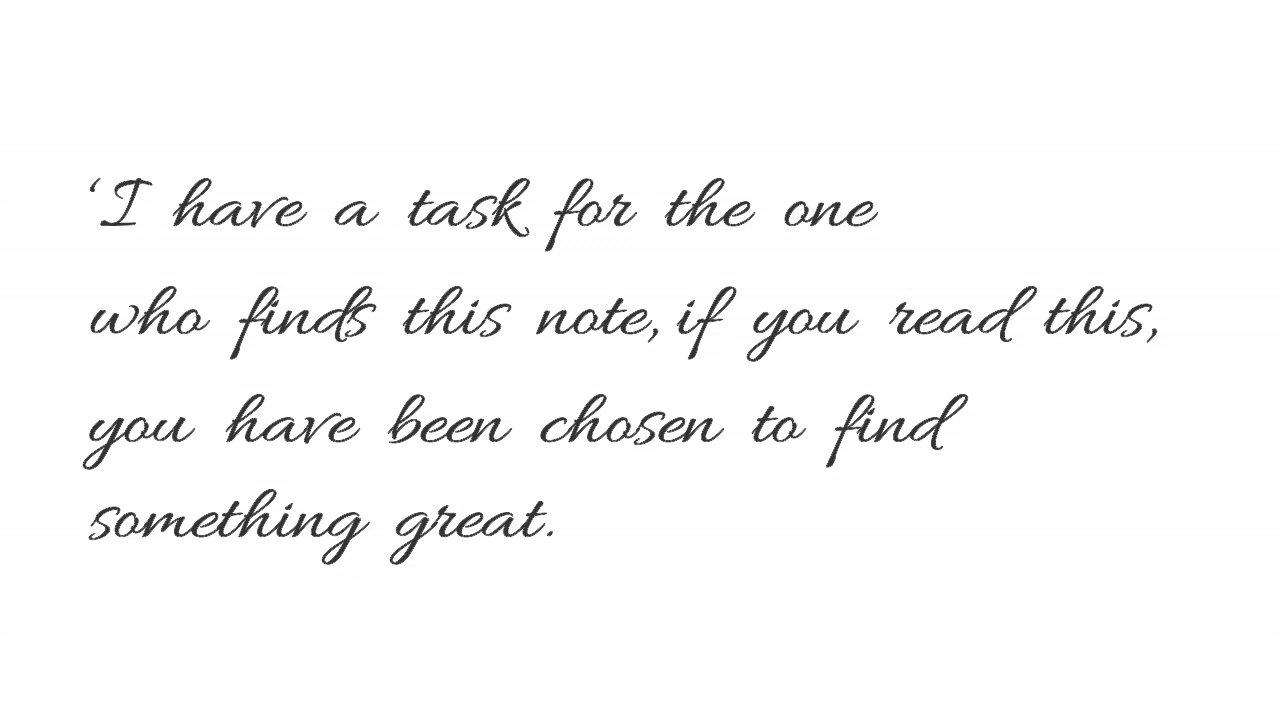 ‘I have a task for the one
who finds this note, if you read this,
you have been chosen to find
something great.